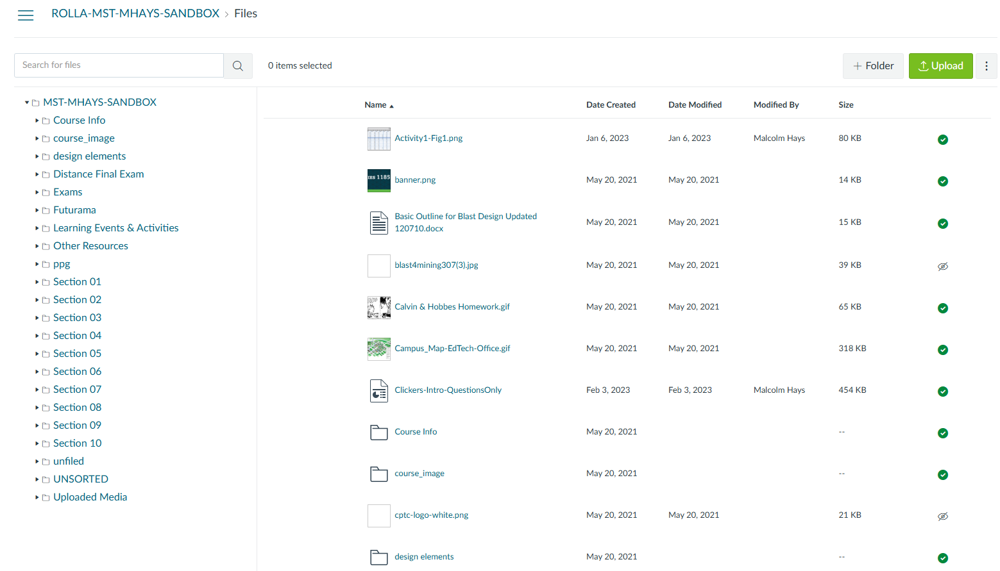 ROLLA-MST-MHAYS-SANDBOX > Files
Search for files
0 items selected
+ Folder
Upload
MST-MHAYS-SANDBOX
Course Info
course_image
design elements
Distance Final Exam
Exams
Futurama
Learning Events & Activities
Other Resources
ppg
Section 01
Section 02
Section 03
Section 04
Section 05
Section 06
Section 07
Section 08
Section 09
Section 10
unfiled
UNSORTED
Uploaded Media
Name Date Created Date Modified Modified By Size
Activity1-Fig1.png Jan 6, 2023 Jan 6, 2023 Malcolm Hays 80 KB
1185
banner.png May 20, 2021 May 20, 2021 14 KB
Basic Outline for Blast Design Updated
120710.docx May 20, 2021 May 20, 2021 15 KB
blast4mining307(3).jpg May 20, 2021 May 20, 2021 39 KB
Calvin & Hobbes Homework.gif May 20, 2021 May 20, 2021 65 KB
Campus_Map-EdTech-Office.gif May 20, 2021 May 20, 2021 318 KB
Clickers-Intro-QuestionsOnly Feb 3, 2023 Feb 3, 2023 Malcolm Hays 454 KB
Course Info May 20, 2021 --
course_image May 20, 2021 --
cptc-logo-white.png May 20, 2021 May 20, 2021 21 KB
design elements May 20, 2021 --